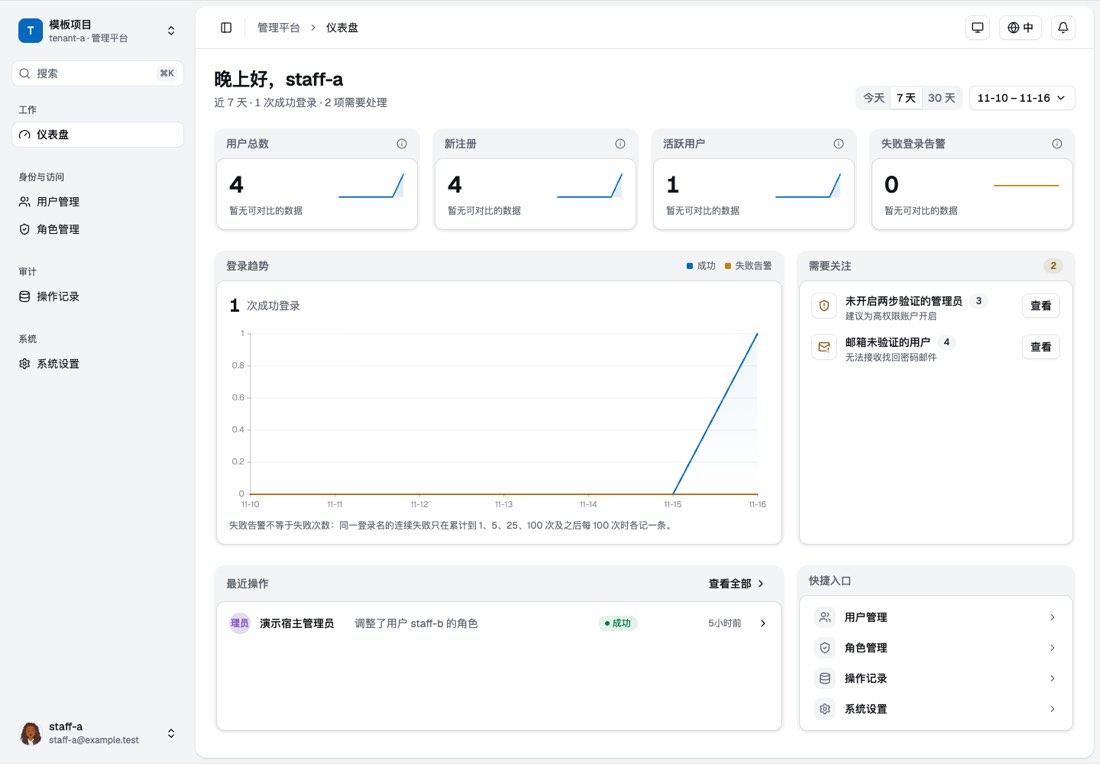 T
模板项目
tenant-a · 管理平台
搜索
⌘K
工作
仪表盘
身份与访问
用户管理
角色管理
审计
操作记录
系统
系统设置
staff-a
staff-a@example.test
管理平台
仪表盘
中
晚上好，staff-a
近 7 天 · 1 次成功登录 · 2 项需要处理
今天
7 天
30 天
11-10 – 11-16
用户总数
4
暂无可对比的数据
新注册
4
暂无可对比的数据
活跃用户
1
暂无可对比的数据
失败登录告警
0
暂无可对比的数据
登录趋势
成功
失败告警
1 次成功登录
1
0.8
0.6
0.4
0.2
0
11-10
11-11
11-12
11-13
11-14
11-15
11-16
失败告警不等于失败次数：同一登录名的连续失败只在累计到 1、5、25、100 次及之后每 100 次时各记一条。
需要关注
2
未开启两步验证的管理员 3
建议为高权限账户开启
查看
邮箱未验证的用户 4
无法接收找回密码邮件
查看
最近操作
查看全部
理员
演示宿主管理员
调整了用户 staff-b 的角色
成功
5小时前
快捷入口
用户管理
角色管理
操作记录
系统设置